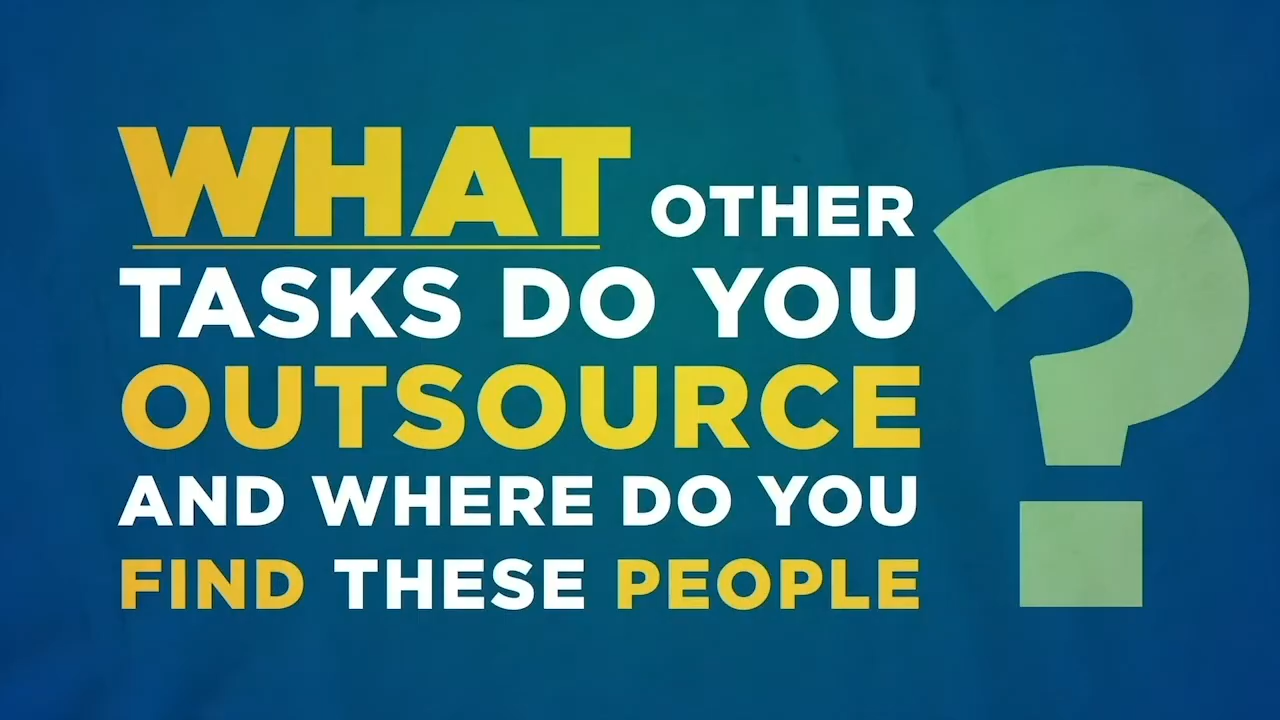 WHAT OTHER
TASKS DO YOU
OUTSOURCE
AND WHERE DO YOU
FIND THESE PEOPLE
?